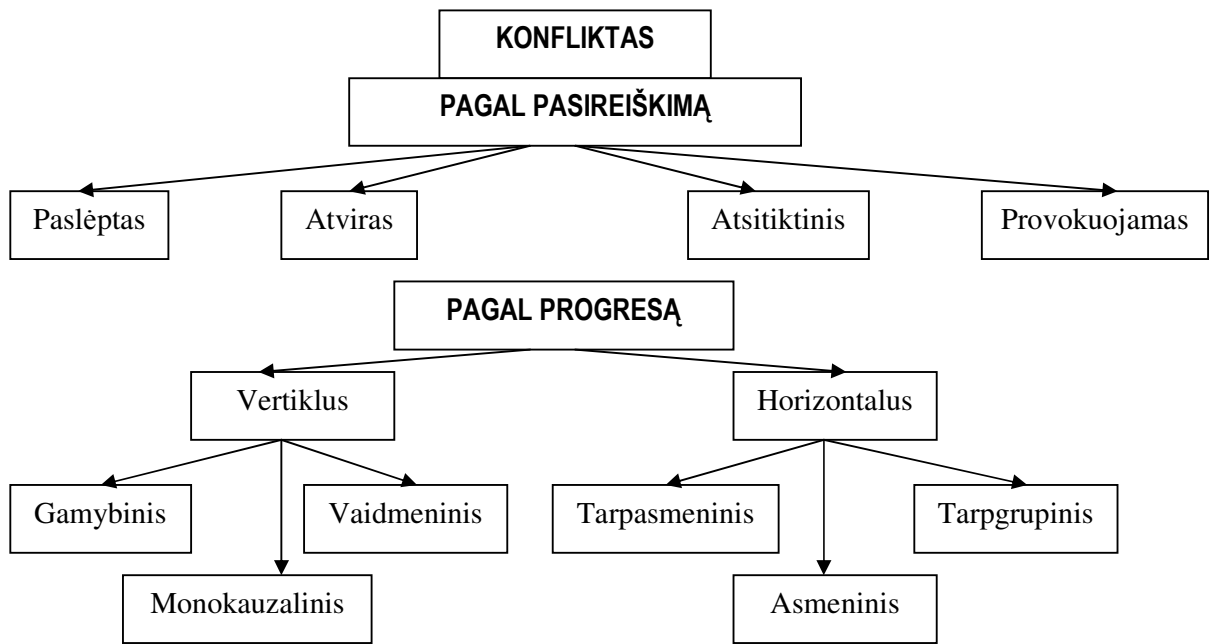 KONFLIKTAS
PAGAL PASIREIŠKIMĄ
Paslėptas
Atviras
Atsitiktinis
Provokuojamas
PAGAL PROGRESĄ
Vertiklus
Horizontalus
Gamybinis
Vaidmeninis
Tarpasmeninis
Tarpgrupinis
Monokauzalinis
Asmeninis